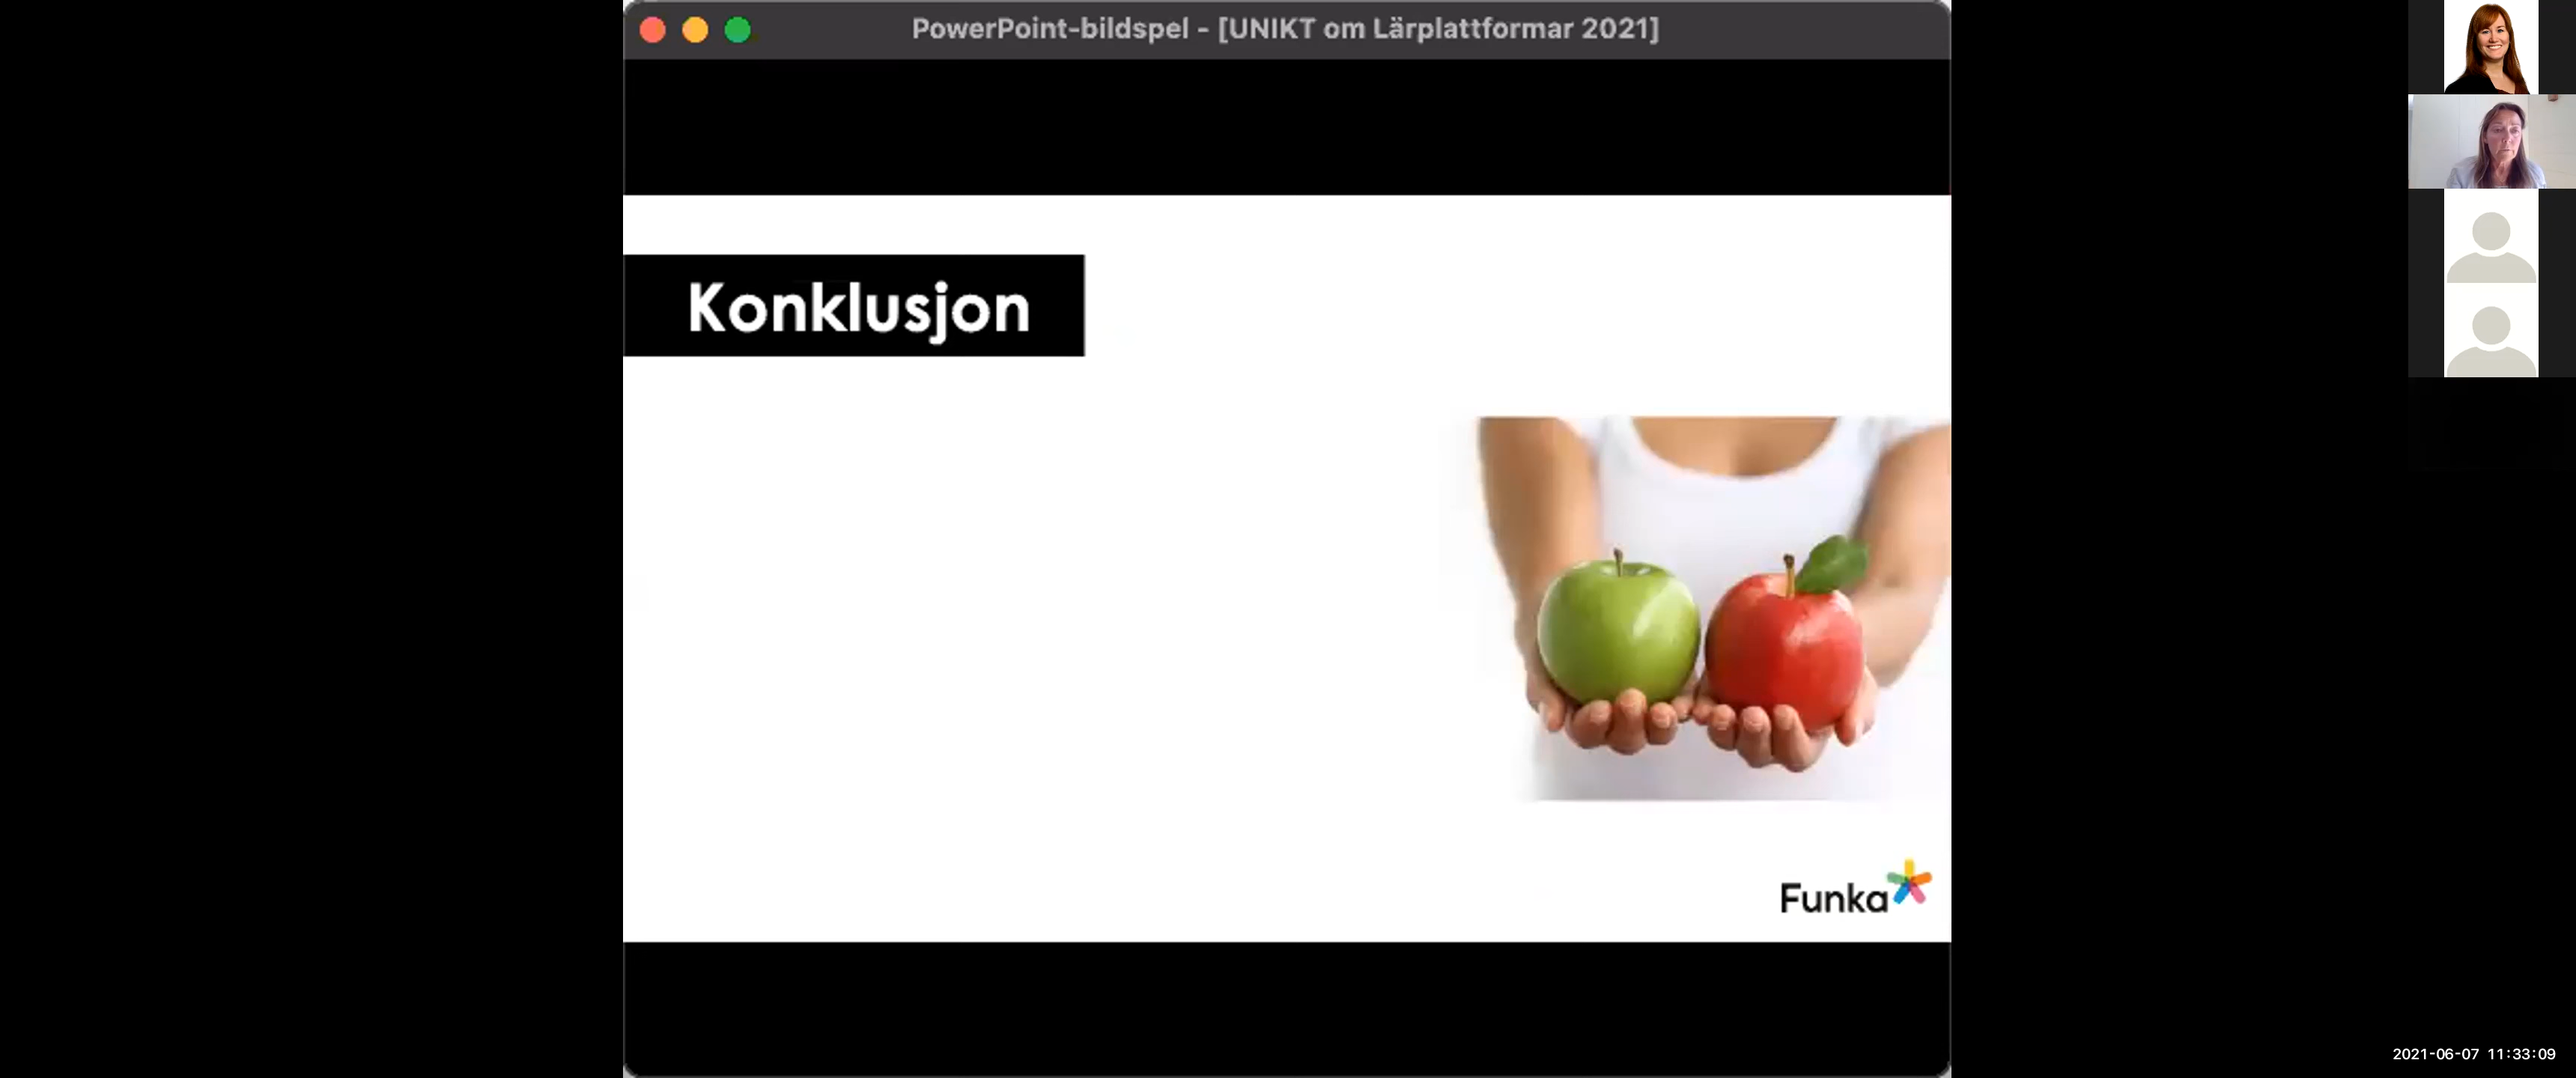 PowerPoint-bildspel - [UNIKT om Lärplattformar 2021]
Konklusjon
Funka
2021-06-07 11:33:09